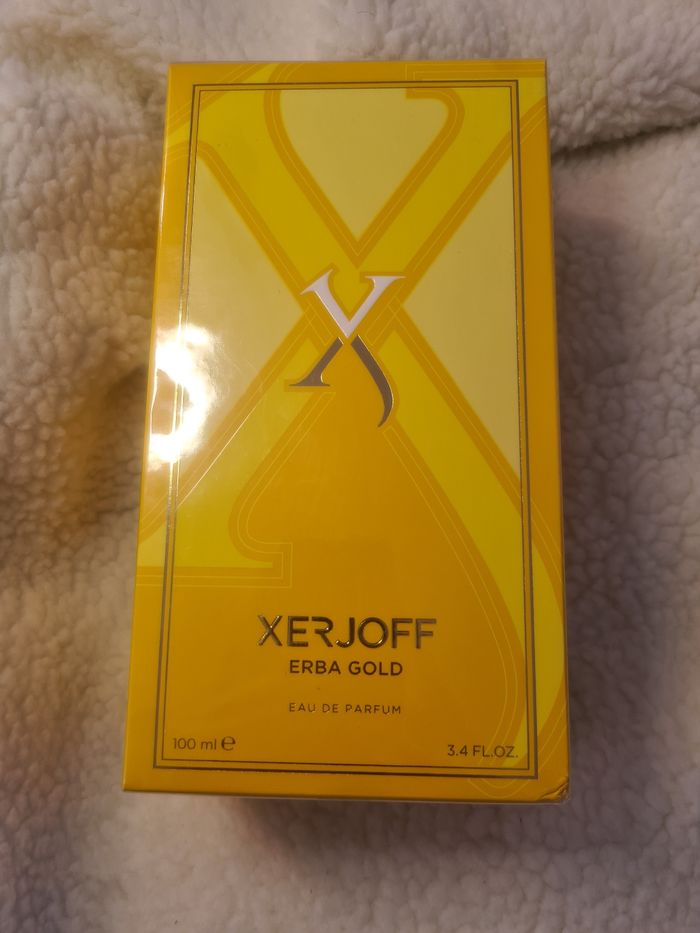 X
XERJOFF
ERBA GOLD
EAU DE PARFUM
100 ml ℮
3.4 FL.OZ.